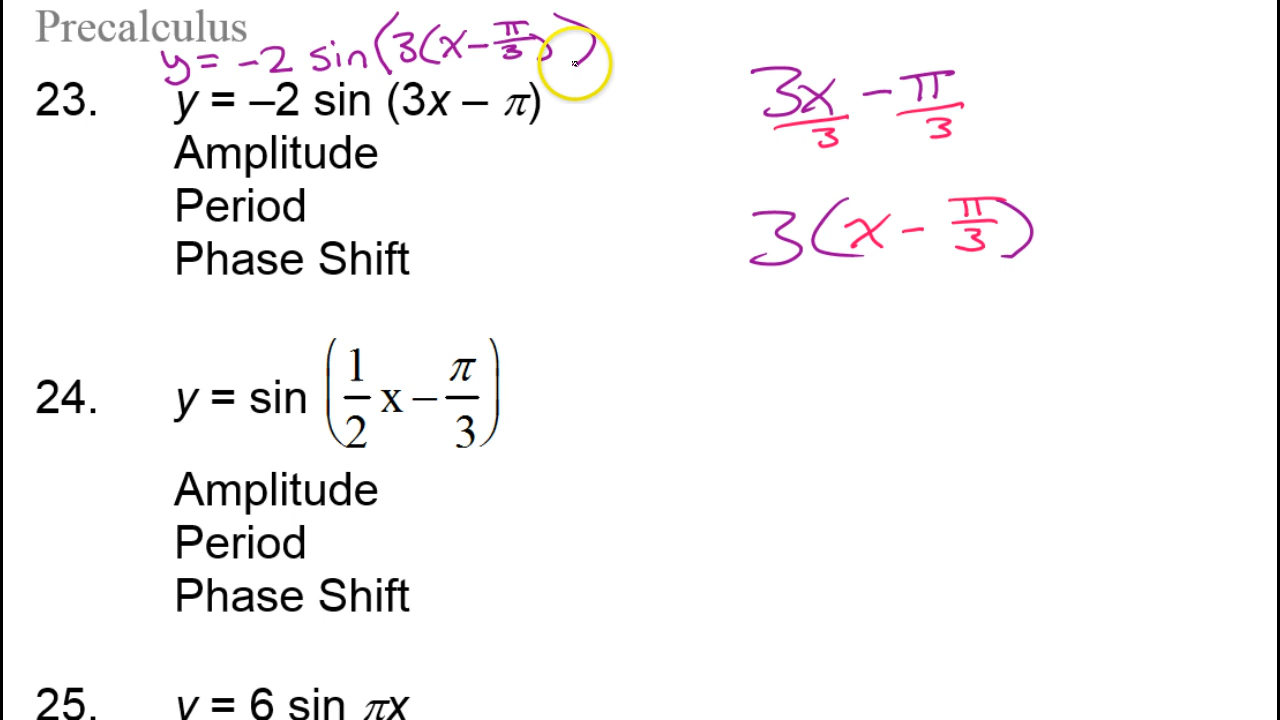 Precalculus
y = -2 sin(3(x - π/3))
23. y = –2 sin (3x – π)
3x/3 - π/3
Amplitude
Period
3(x - π/3)
Phase Shift
24. y = sin (1/2 x – π/3)
Amplitude
Period
Phase Shift
25. y = 6 sin πx